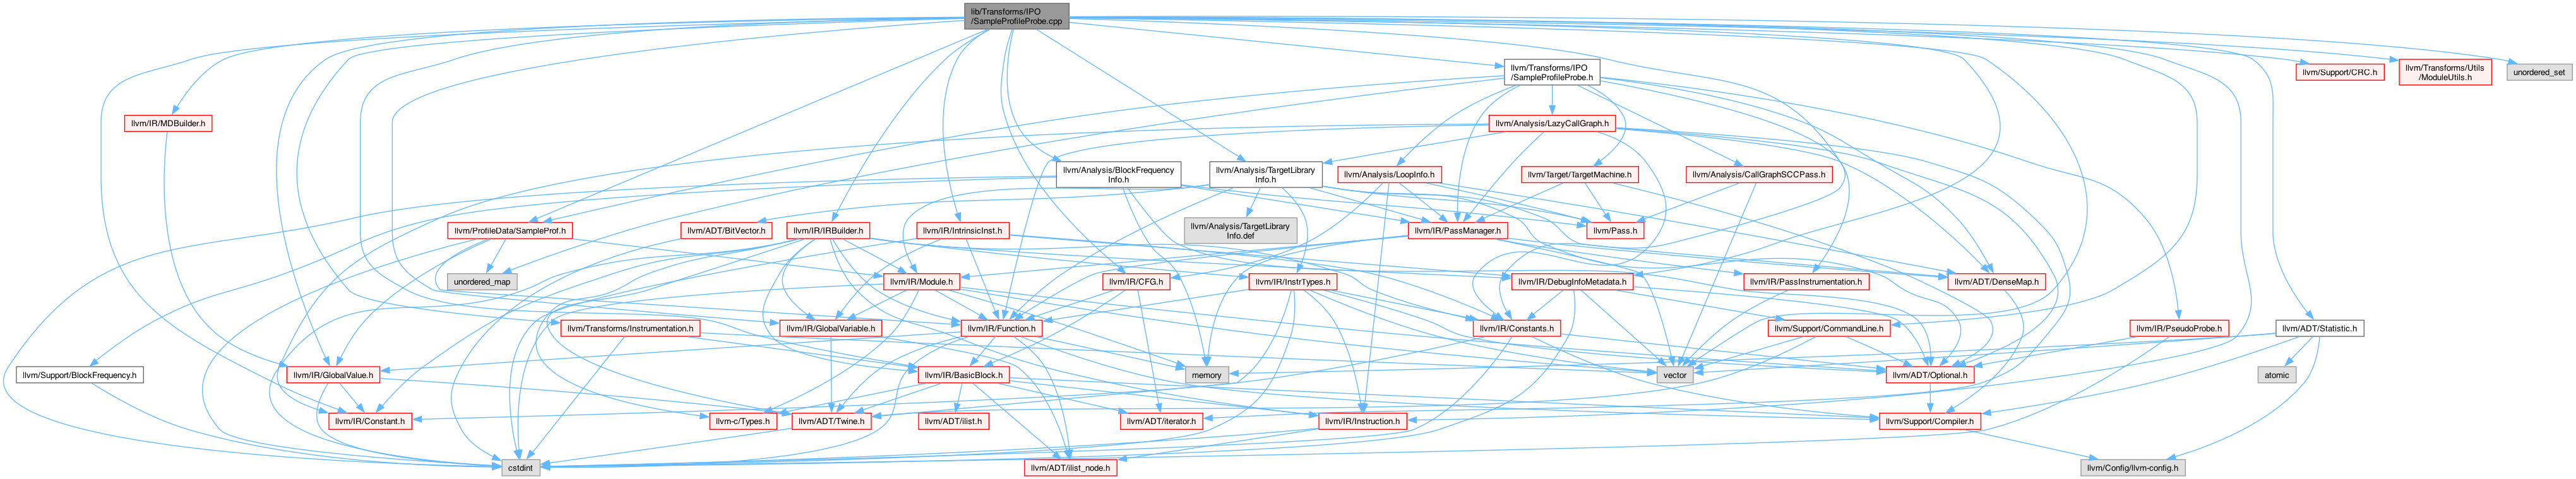 lib/Transforms/IPO
/SampleProfileProbe.cpp
llvm/Transforms/IPO
/SampleProfileProbe.h
llvm/Support/CRC.h
llvm/Transforms/Utils
/ModuleUtils.h
unordered_set
llvm/IR/MDBuilder.h
llvm/Analysis/LazyCallGraph.h
llvm/Analysis/BlockFrequency
Info.h
llvm/Analysis/TargetLibrary
Info.h
llvm/Analysis/LoopInfo.h
llvm/Target/TargetMachine.h
llvm/Analysis/CallGraphSCCPass.h
llvm/ProfileData/SampleProf.h
llvm/ADT/BitVector.h
llvm/IR/IRBuilder.h
llvm/IR/IntrinsicInst.h
llvm/Analysis/TargetLibrary
Info.def
llvm/IR/PassManager.h
llvm/Pass.h
unordered_map
llvm/IR/Module.h
llvm/IR/CFG.h
llvm/IR/InstrTypes.h
llvm/IR/DebugInfoMetadata.h
llvm/IR/PassInstrumentation.h
llvm/ADT/DenseMap.h
llvm/Transforms/Instrumentation.h
llvm/IR/GlobalVariable.h
llvm/IR/Function.h
llvm/IR/Constants.h
llvm/Support/CommandLine.h
llvm/IR/PseudoProbe.h
llvm/ADT/Statistic.h
llvm/Support/BlockFrequency.h
llvm/IR/GlobalValue.h
llvm/IR/BasicBlock.h
memory
vector
llvm/ADT/Optional.h
atomic
llvm/IR/Constant.h
llvm-c/Types.h
llvm/ADT/Twine.h
llvm/ADT/ilist.h
llvm/ADT/iterator.h
llvm/IR/Instruction.h
llvm/Support/Compiler.h
cstdint
llvm/ADT/ilist_node.h
llvm/Config/llvm-config.h